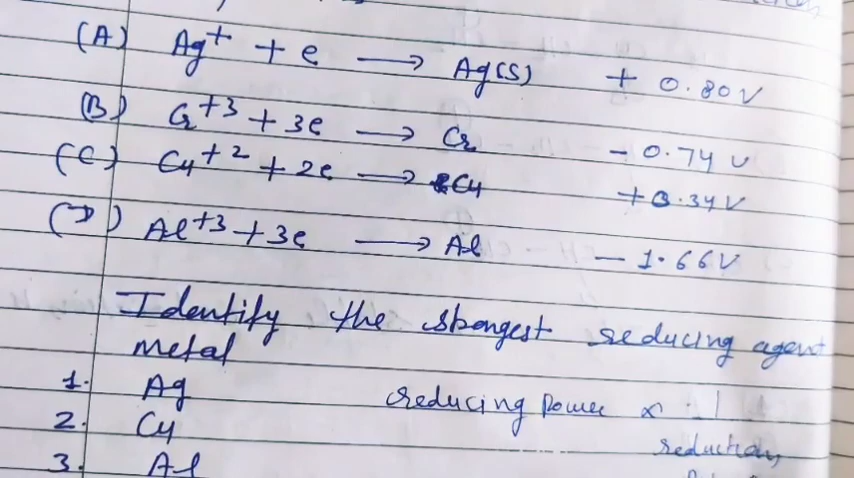 (A) Ag+ + e ⟶ Ag(S) + 0.80V
(B) Cr+3 + 3e ⟶ Cr - 0.74 V
(C) Cu+2 + 2e ⟶ Cu +0.34V
(D) Al+3 + 3e ⟶ Al - 1.66V
Identify the strongest reducing agent
metal
1. Ag reducing Power ∝ 1
2. Cu reduction
3. Al